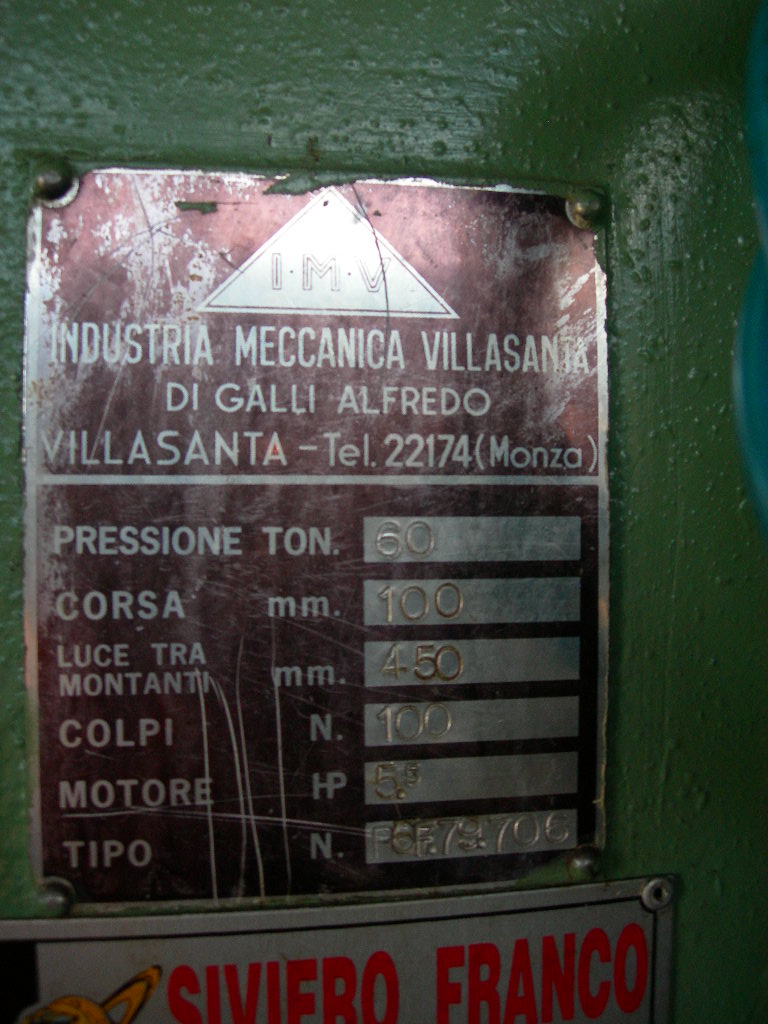 I·M·V
INDUSTRIA MECCANICA VILLASANTA
DI GALLI ALFREDO
VILLASANTA – Tel. 22174 (Monza)
PRESSIONE TON. 60
CORSA mm. 100
LUCE TRA
MONTANTI mm. 450
COLPI N. 100
MOTORE HP 5.5
TIPO N.
SIVIERO FRANCO